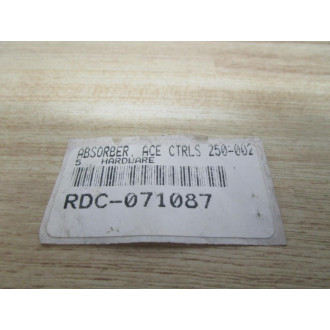 ABSORBER, ACE CTRLS 250-002
5 HARDWARE
RDC-071087